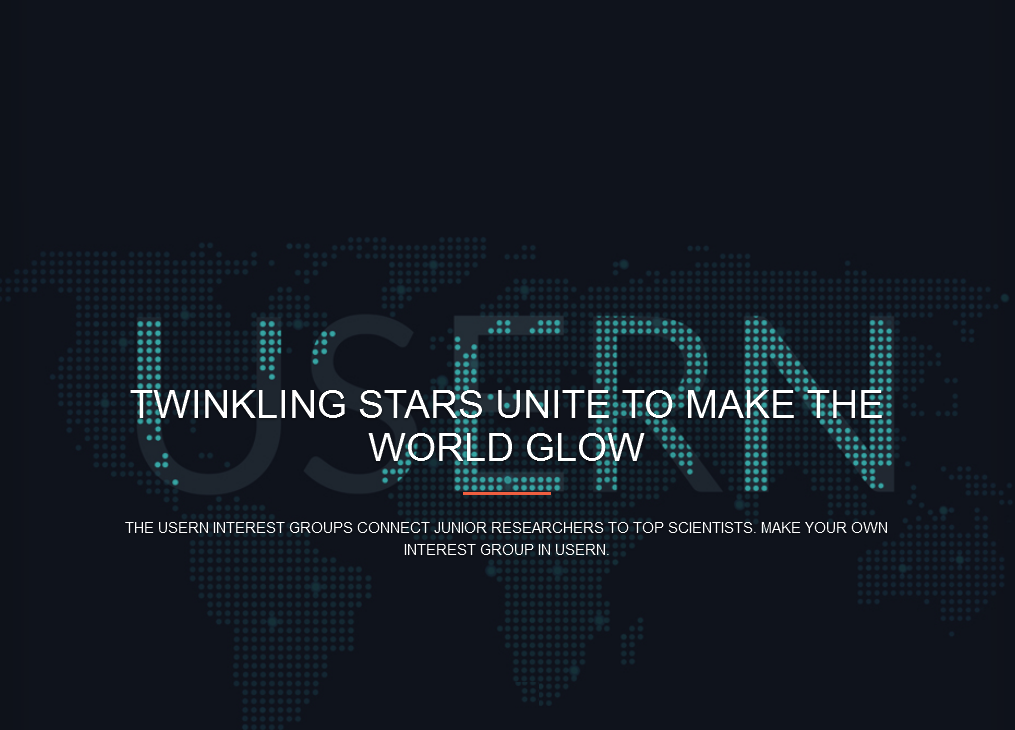 USERN
TWINKLING STARS UNITE TO MAKE THE
WORLD GLOW
THE USERN INTEREST GROUPS CONNECT JUNIOR RESEARCHERS TO TOP SCIENTISTS. MAKE YOUR OWN
INTEREST GROUP IN USERN.